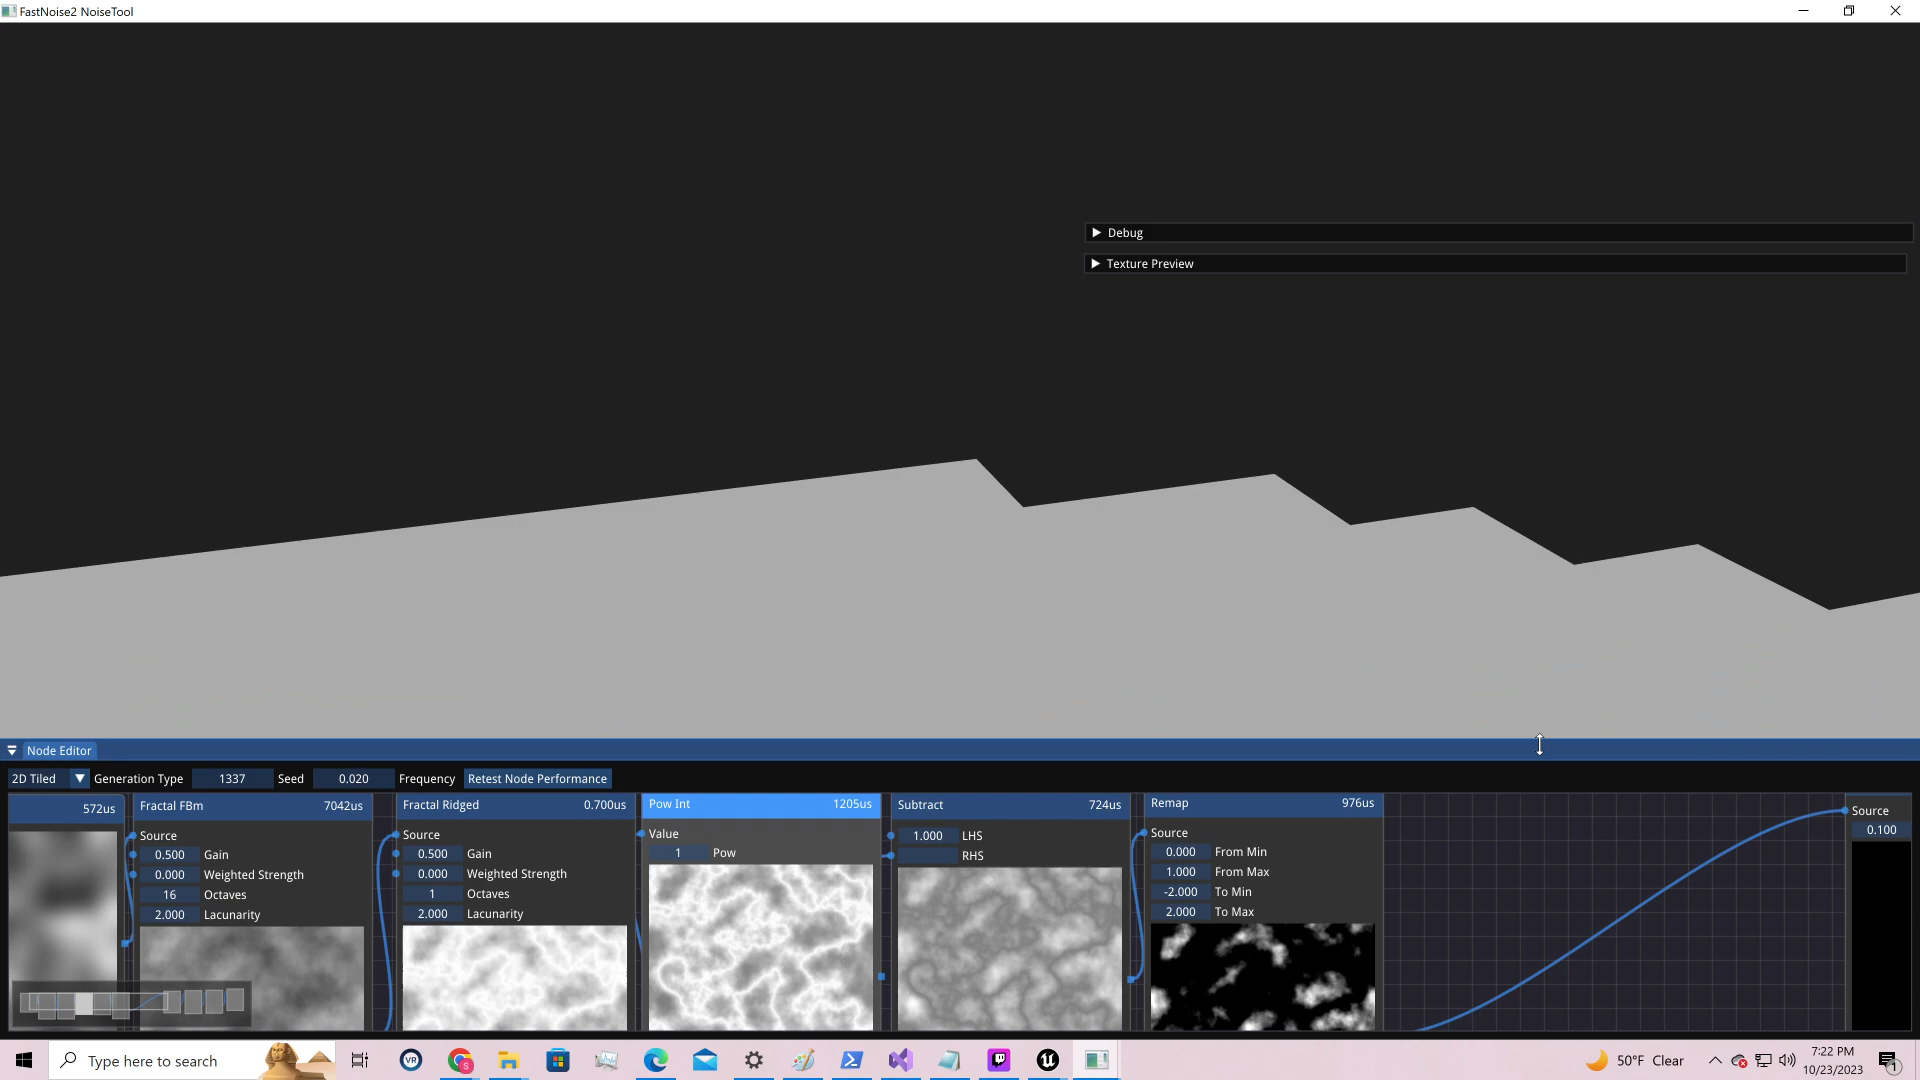 FastNoise2 NoiseTool
Debug
Texture Preview
Node Editor
2D Tiled Generation Type 1337 Seed 0.020 Frequency Retest Node Performance
572us
Fractal FBm 7042us
Source
0.500 Gain
0.000 Weighted Strength
16 Octaves
2.000 Lacunarity
Fractal Ridged 0.700us
Source
0.500 Gain
0.000 Weighted Strength
1 Octaves
2.000 Lacunarity
Pow Int 1205us
Value
1 Pow
Subtract 724us
1.000 LHS
RHS
Remap 976us
Source
0.000 From Min
1.000 From Max
-2.000 To Min
2.000 To Max
Source
0.100
Type here to search
VR
S
50°F Clear
7:22 PM
10/23/2023
1